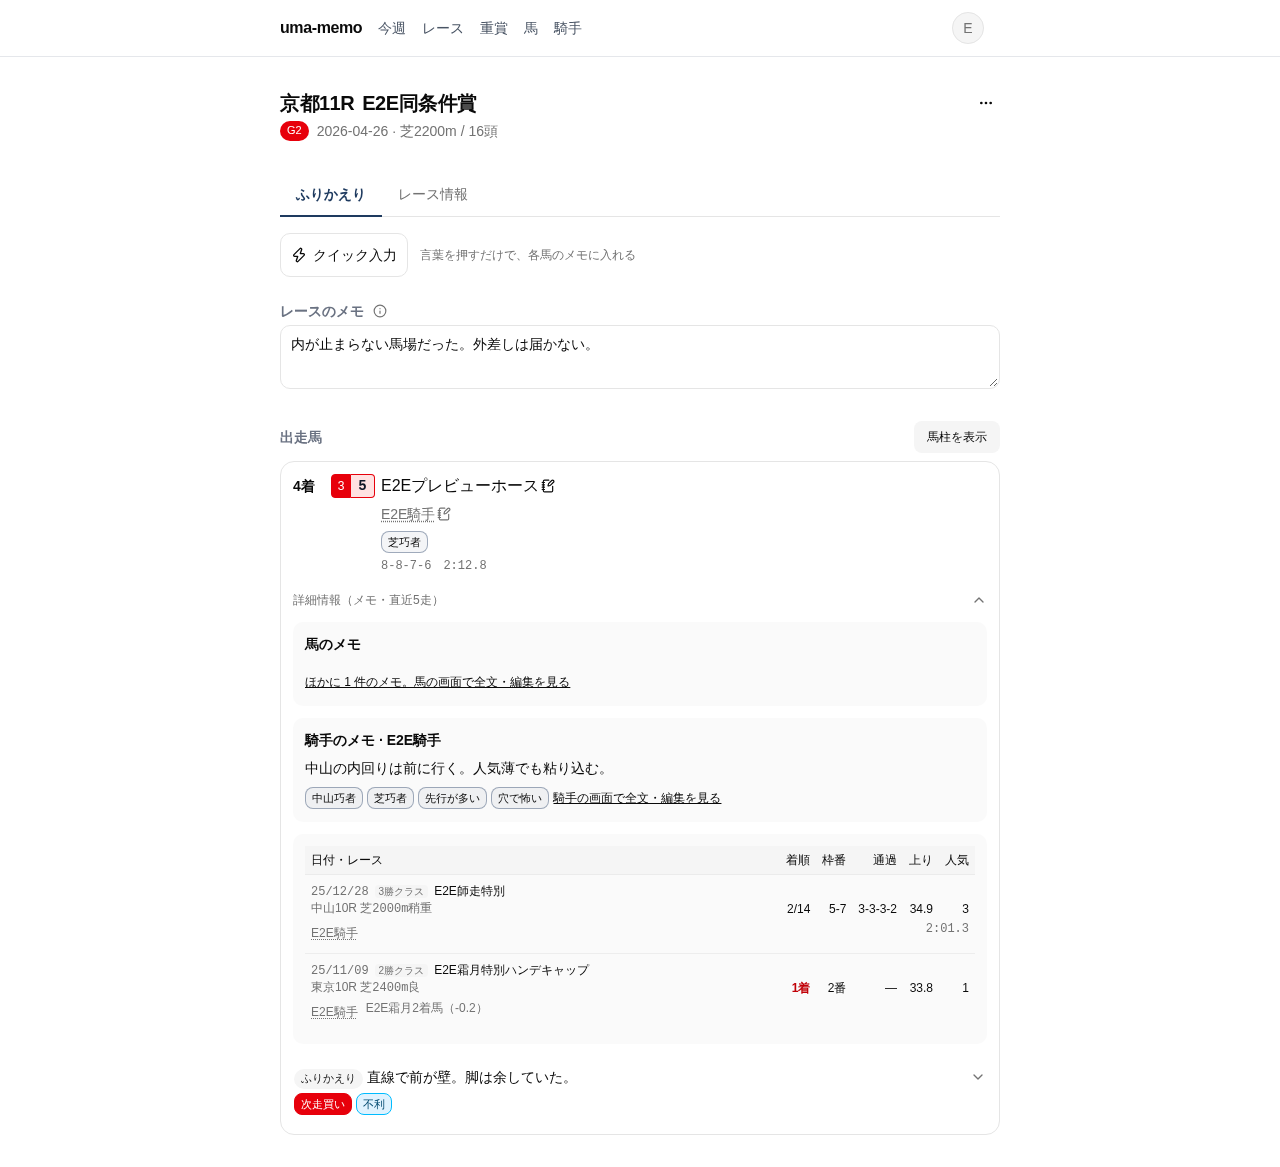 uma-memo 今週 レース 重賞 馬 騎手 E
京都11R E2E同条件賞
G2 2026-04-26 · 芝2200m / 16頭
ふりかえり レース情報
クイック入力 言葉を押すだけで、各馬のメモに入れる
レースのメモ
内が止まらない馬場だった。外差しは届かない。
出走馬 馬柱を表示
4着 3 5 E2Eプレビューホース
E2E騎手
芝巧者
8-8-7-6 2:12.8
詳細情報（メモ・直近5走）
馬のメモ
ほかに 1 件のメモ。馬の画面で全文・編集を見る
騎手のメモ · E2E騎手
中山の内回りは前に行く。人気薄でも粘り込む。
中山巧者 芝巧者 先行が多い 穴で怖い 騎手の画面で全文・編集を見る
日付・レース 着順 枠番 通過 上り 人気
25/12/28 3勝クラス E2E師走特別
中山10R 芝2000m稍重 2/14 5-7 3-3-3-2 34.9 3
2:01.3
E2E騎手
25/11/09 2勝クラス E2E霜月特別ハンデキャップ
東京10R 芝2400m良 1着 2番 — 33.8 1
E2E騎手 E2E霜月2着馬（-0.2）
ふりかえり 直線で前が壁。脚は余していた。
次走買い 不利